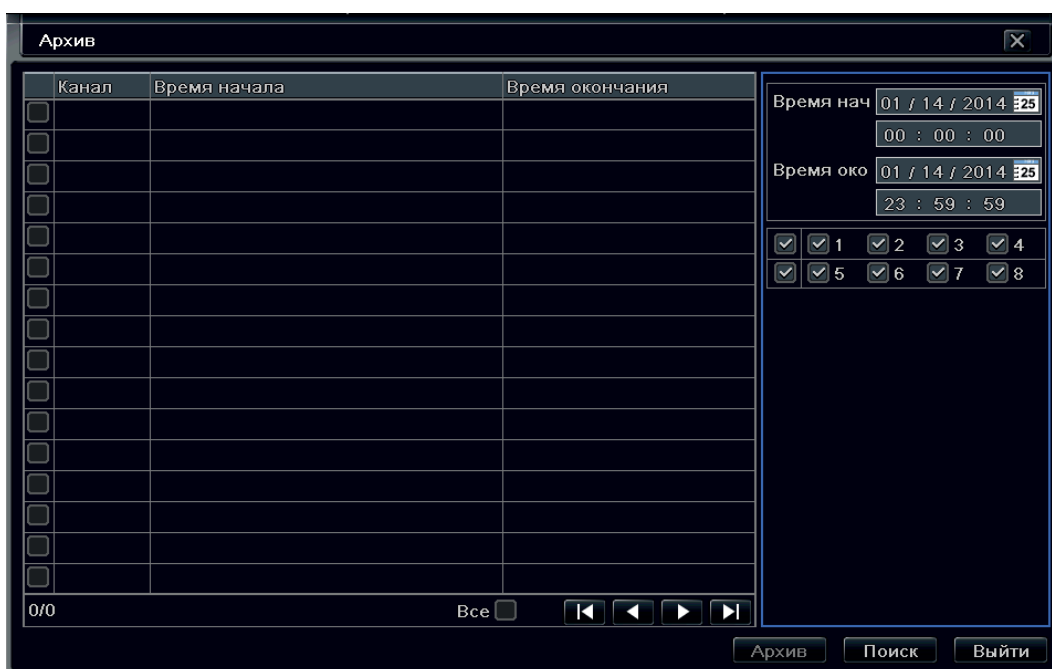 Архив
Канал Время начала Время окончания
Время нач 01 / 14 / 2014 25
00 : 00 : 00
Время око 01 / 14 / 2014 25
23 : 59 : 59
1 2 3 4
5 6 7 8
0/0 Все
Архив Поиск Выйти